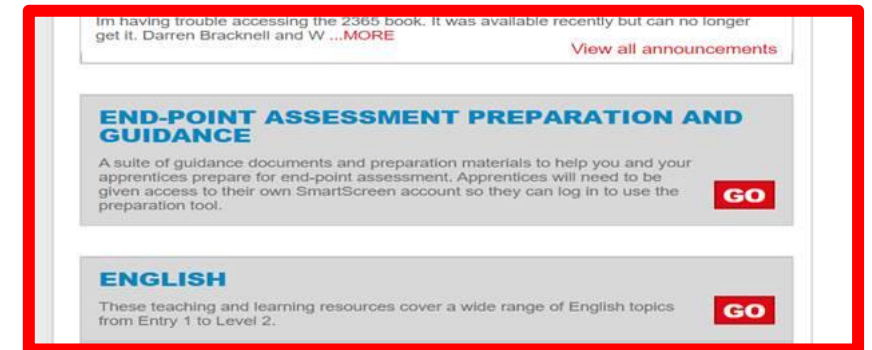 Im having trouble accessing the 2365 book. It was available recently but can no longer
get it. Darren Bracknell and W ...MORE
View all announcements
END-POINT ASSESSMENT PREPARATION AND
GUIDANCE
A suite of guidance documents and preparation materials to help you and your
apprentices prepare for end-point assessment. Apprentices will need to be
given access to their own SmartScreen account so they can log in to use the
preparation tool.
GO
ENGLISH
These teaching and learning resources cover a wide range of English topics
from Entry 1 to Level 2.
GO